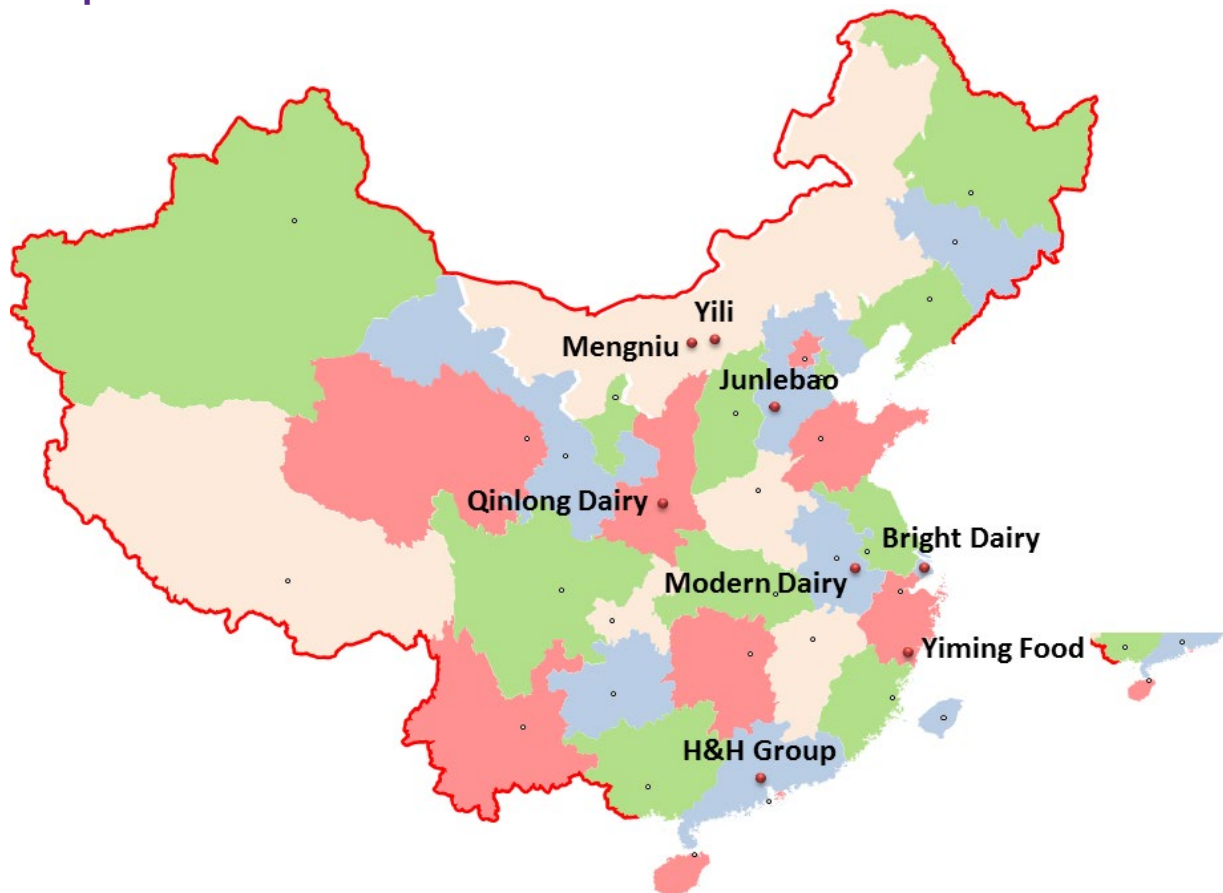 Yili
Mengniu
Junlebao
Qinlong Dairy
Bright Dairy
Modern Dairy
Yiming Food
H&H Group